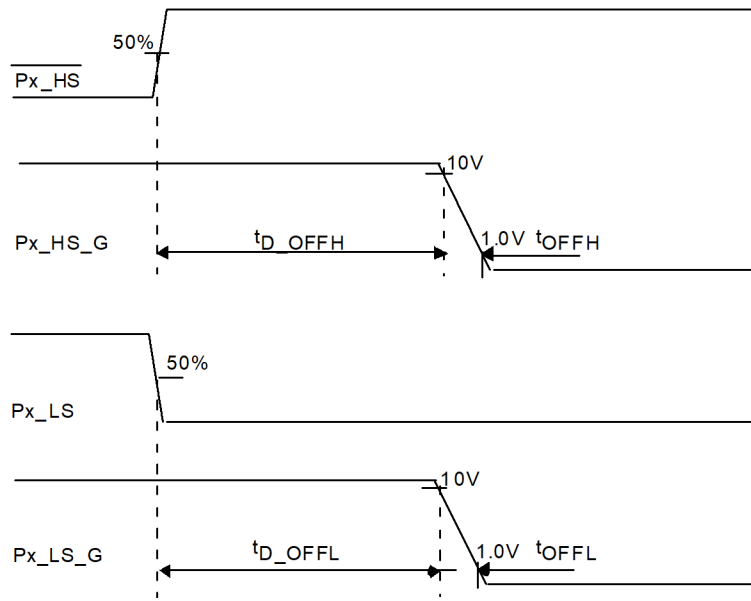 50%
Px_HS
10V
Px_HS_G
tD_OFFH
1.0V tOFFH
50%
Px_LS
10V
Px_LS_G
tD_OFFL
1.0V tOFFL